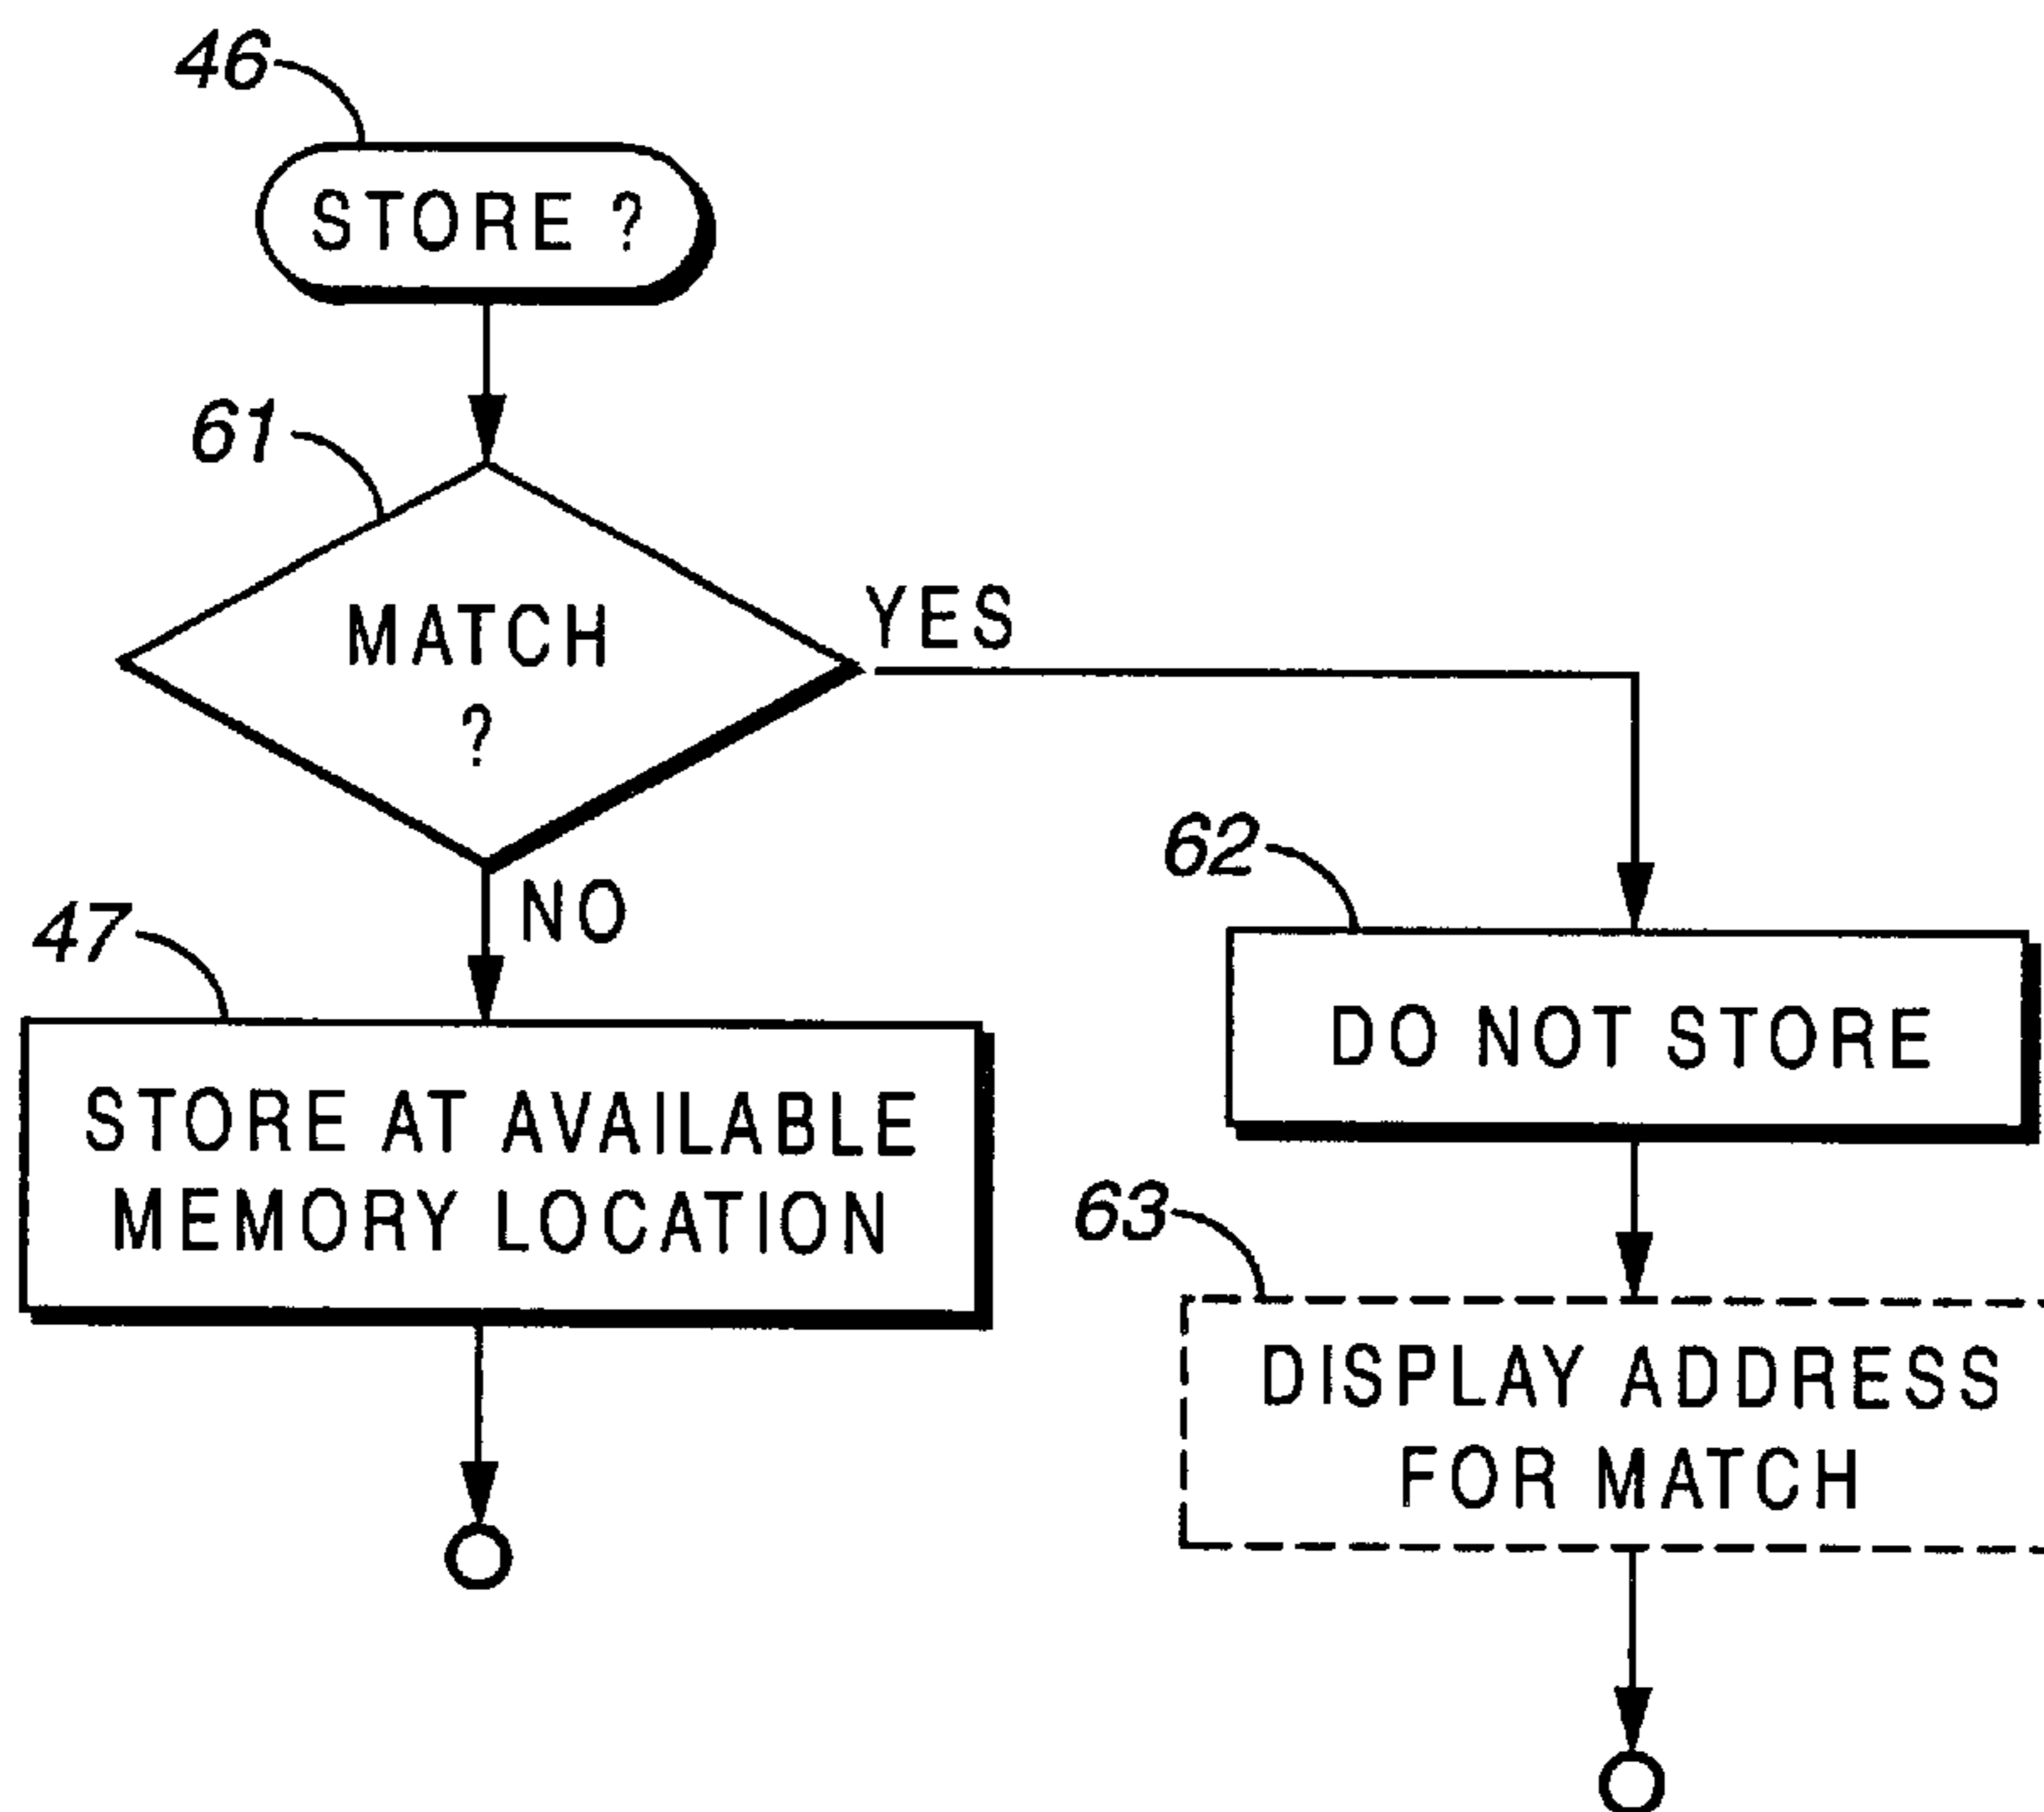 46
STORE ?
61
MATCH
?
YES
NO
47
STORE AT AVAILABLE
MEMORY LOCATION
62
DO NOT STORE
63
DISPLAY ADDRESS
FOR MATCH